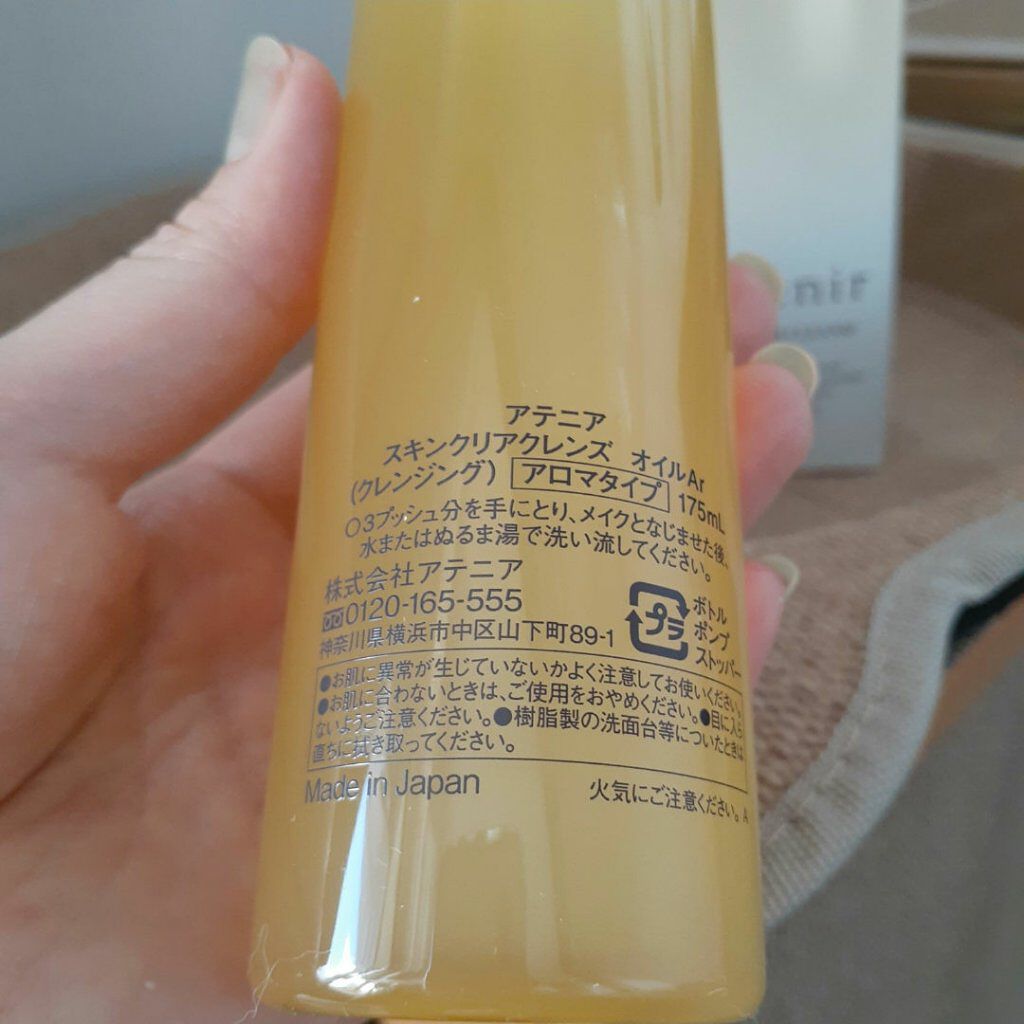 アテニア
スキンクリアクレンズ オイルAr
(クレンジング) アロマタイプ 175mL
○3プッシュ分を手にとり、メイクとなじませた後、
水またはぬるま湯で洗い流してください。
株式会社アテニア
0120-165-555
神奈川県横浜市中区山下町89-1
プラ
ボトル
ポンプ
ストッパー
●お肌に異常が生じていないかよく注意してお使いください。
●お肌に合わないときは、ご使用をおやめください。●目に入ら
ないようご注意ください。●樹脂製の洗面台等についたときは
直ちに拭き取ってください。
Made in Japan
火気にご注意ください。A
nir